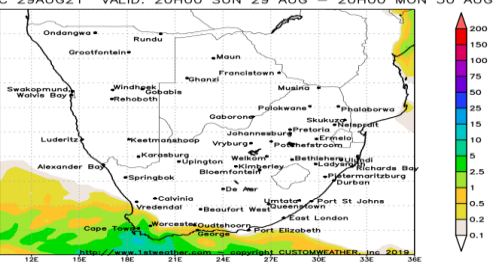 C 29AUG21 VALID: 20H00 SUN 29 AUG – 20H00 MON 30 AUG
Ondangwa
Rundu
Grootfontein
Maun
Francistown
Ghanzi
Swakopmund
Windhoek
Gobabis
Musina
Walvis Bay
Rehoboth
Polokwane
Phalaborwa
Gaborone
Skukuza
Johannesburg
Pretoria
Nelspruit
Luderitz
Keetmanshoop
Vryburg
Potchefstroom
Ermelo
Karasburg
Welkom
Bethlehem
Ulundi
Alexander Bay
Upington
Kimberley
Ladysmith
Richards Bay
Bloemfontein
Springbok
Pietermaritzburg
Durban
De Aar
Calvinia
Umtata
Port St Johns
Vredendal
Beaufort West
Queenstown
East London
Cape Town
Worcester
Oudtshoorn
George
Port Elizabeth
http://www.1stweather.com – copyright CUSTOMWEATHER, Inc 2019
12E 15E 18E 21E 24E 27E 30E 33E 36E
200
150
100
75
50
25
15
10
5
2.5
1
0.5
0.2
0.1